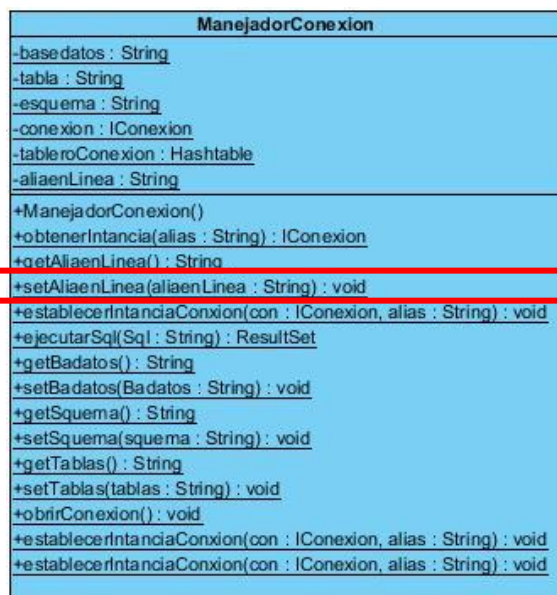 ManejadorConexion
-basedatos : String
-tabla : String
-esquema : String
-conexion : IConexion
-tableroConexion : Hashtable
-aliaenLinea : String
+ManejadorConexion()
+obtenerIntancia(alias : String) : IConexion
+getAliaenLinea() : String
+setAliaenLinea(aliaenLinea : String) : void
+establecerIntanciaConxion(con : IConexion, alias : String) : void
+ejecutarSql(Sql : String) : ResultSet
+getBadatos() : String
+setBadatos(Badatos : String) : void
+getSquema() : String
+setSquema(squema : String) : void
+getTablas() : String
+setTablas(tablas : String) : void
+obrirConexion() : void
+establecerIntanciaConxion(con : IConexion, alias : String) : void
+establecerIntanciaConxion(con : IConexion, alias : String) : void